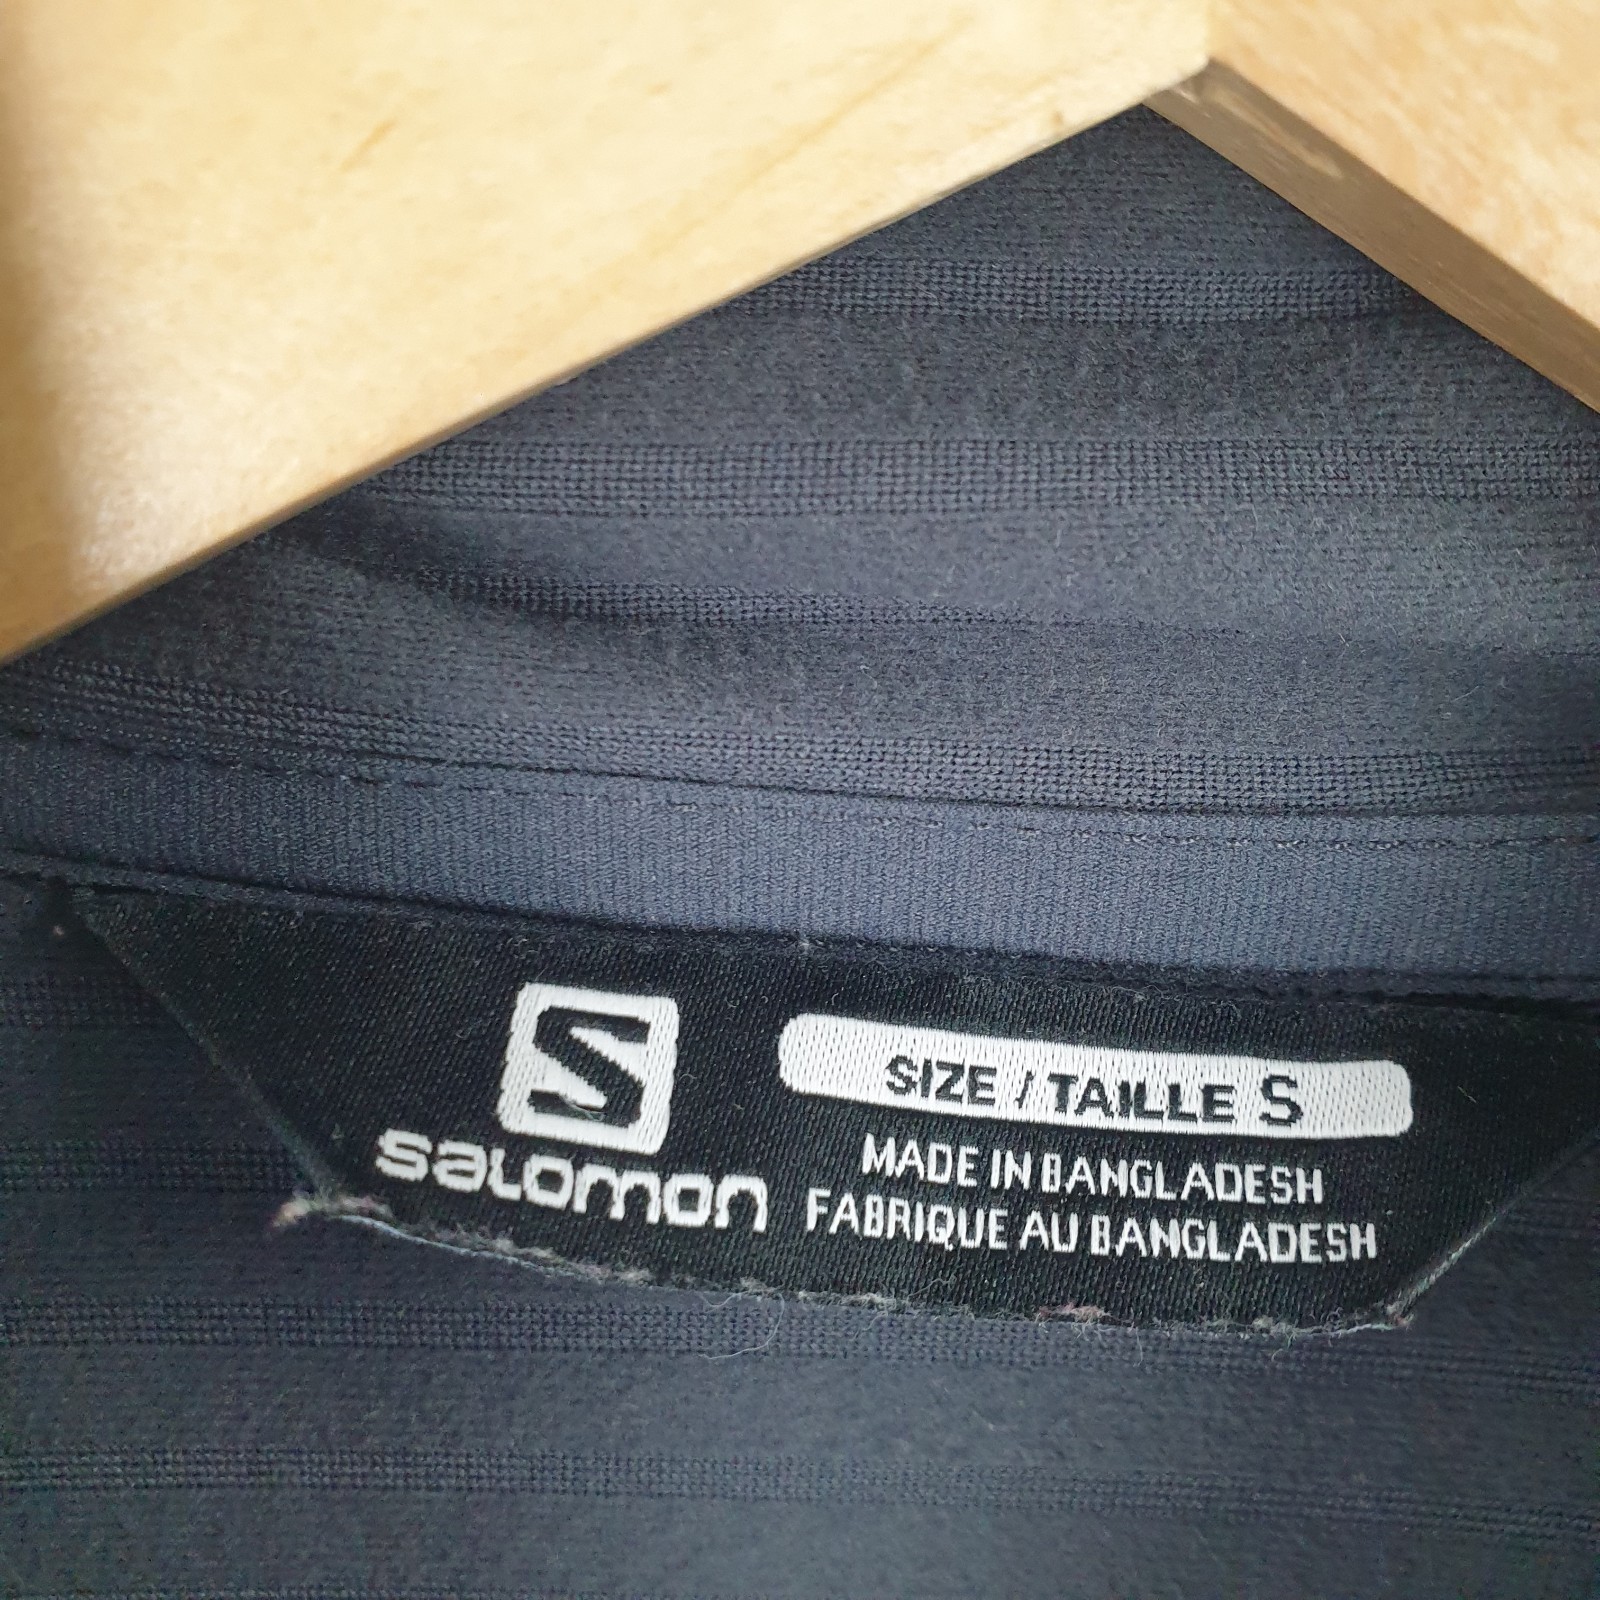 S
salomon
SIZE / TAILLE S
MADE IN BANGLADESH
FABRIQUE AU BANGLADESH